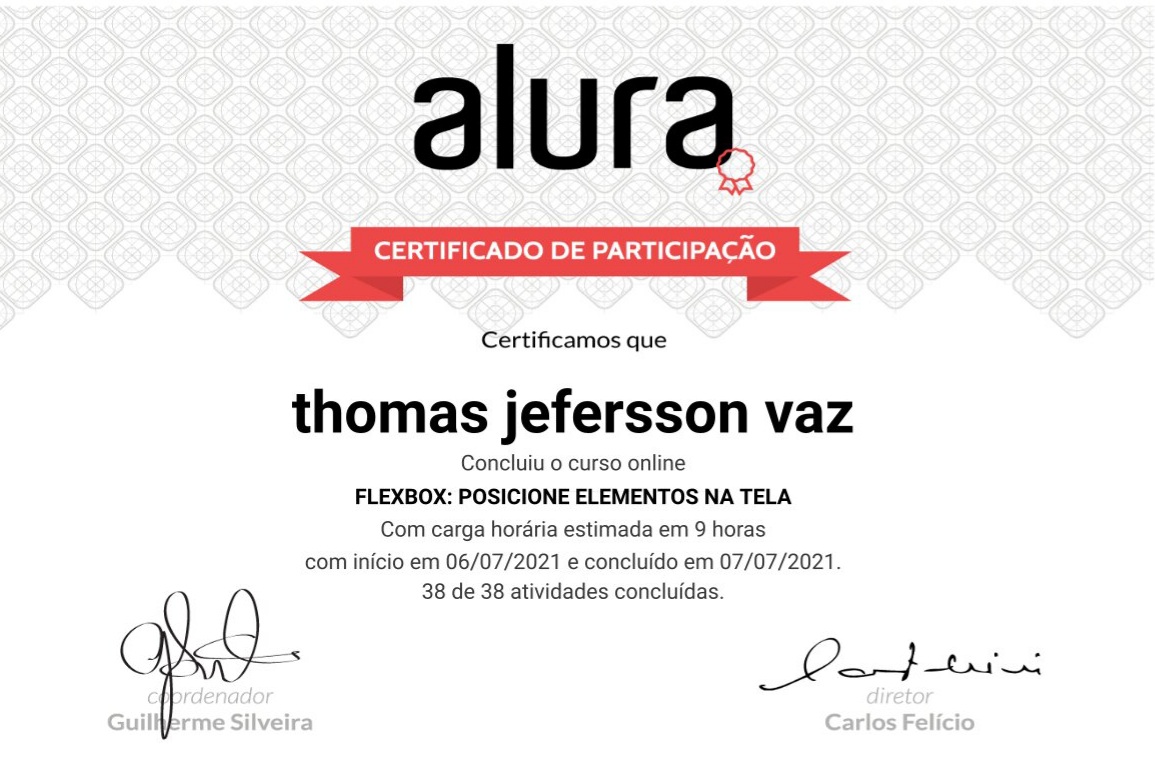 alura
CERTIFICADO DE PARTICIPAÇÃO
Certificamos que
thomas jefersson vaz
Concluiu o curso online
FLEXBOX: POSICIONE ELEMENTOS NA TELA
Com carga horária estimada em 9 horas
com início em 06/07/2021 e concluído em 07/07/2021.
38 de 38 atividades concluídas.
coordenador
Guilherme Silveira
diretor
Carlos Felício